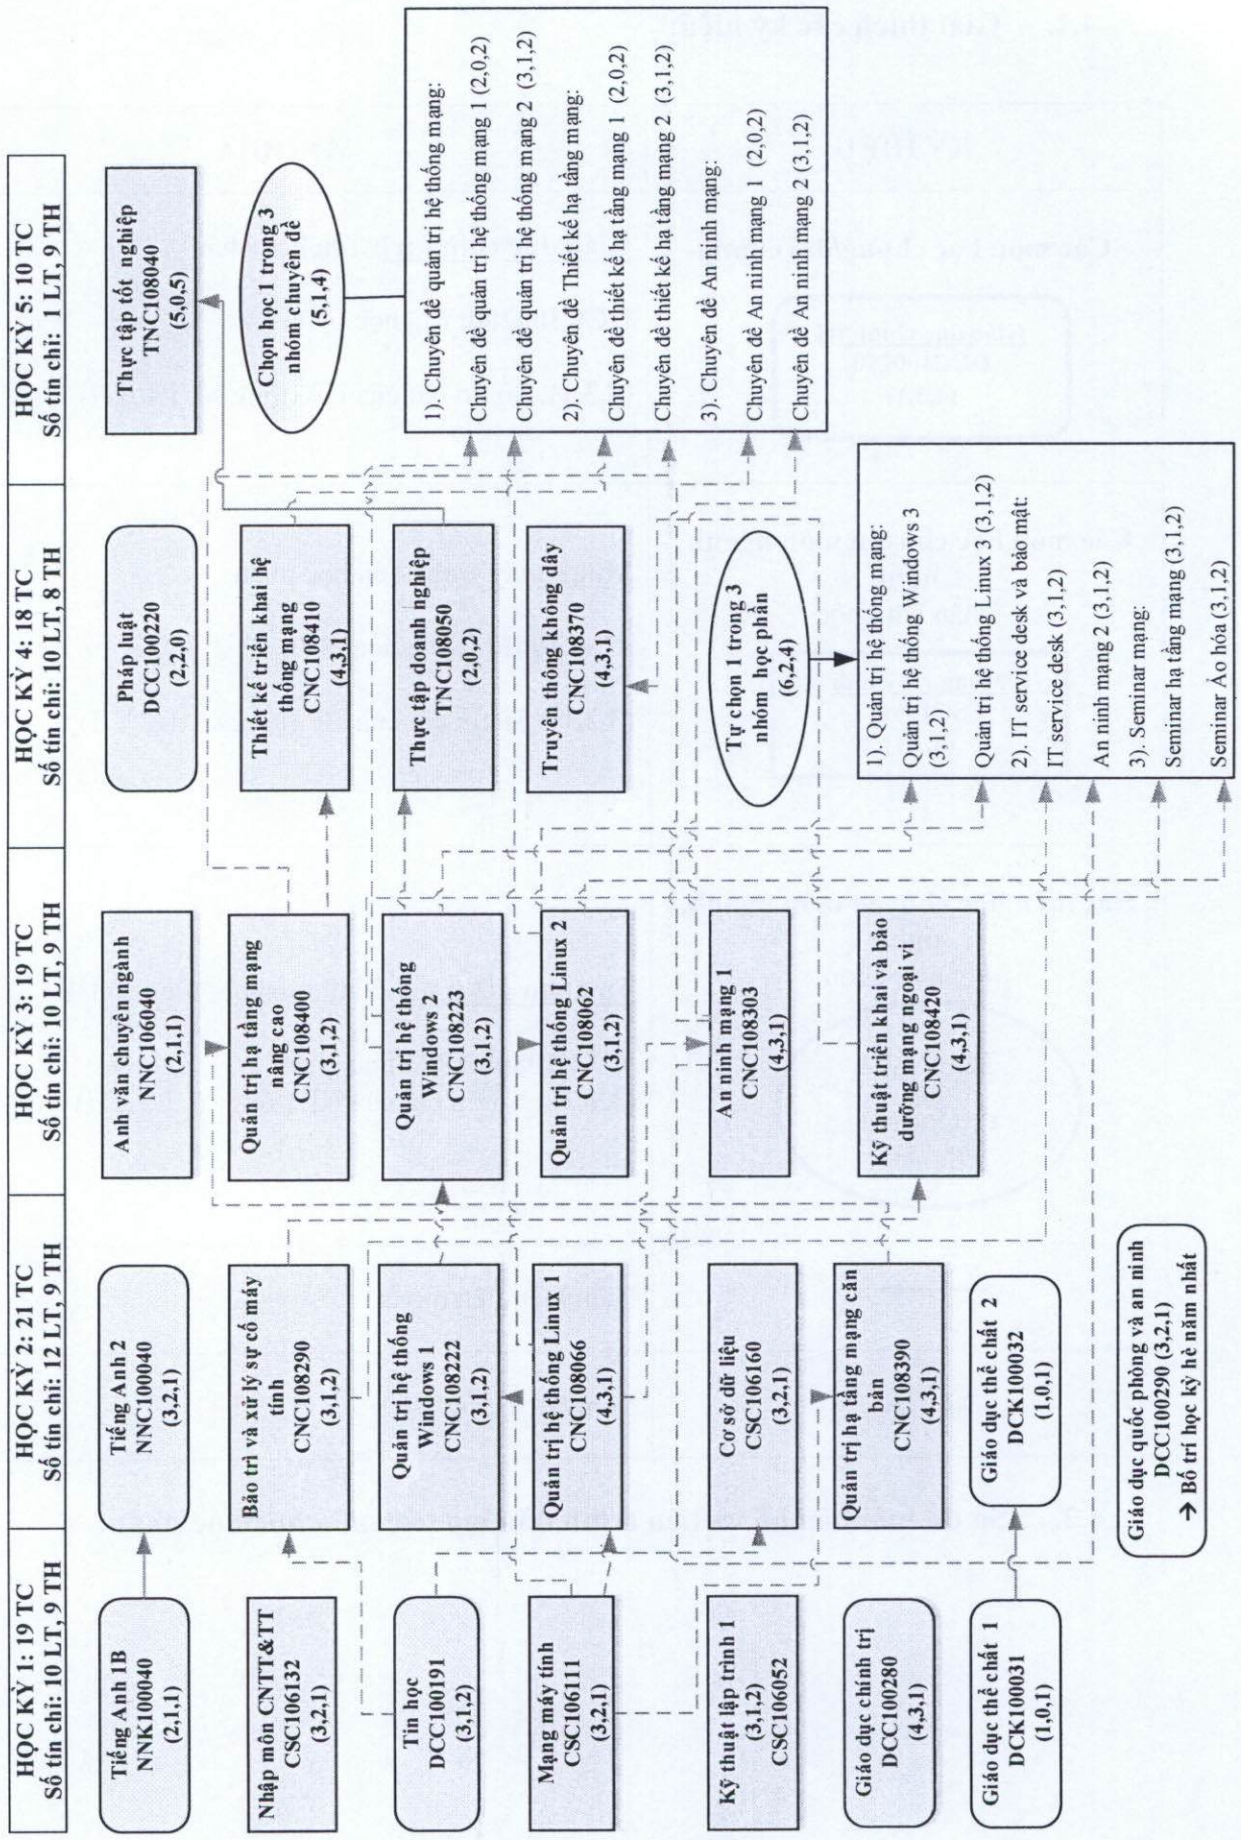 HỌC KỲ 1: 19 TC
Số tín chỉ: 10 LT, 9 TH
HỌC KỲ 2: 21 TC
Số tín chỉ: 12 LT, 9 TH
HỌC KỲ 3: 19 TC
Số tín chỉ: 10 LT, 9 TH
HỌC KỲ 4: 18 TC
Số tín chỉ: 10 LT, 8 TH
HỌC KỲ 5: 10 TC
Số tín chỉ: 1 LT, 9 TH
Tiếng Anh 1B
NNK100040
(2,1,1)
Nhập môn CNTT&TT
CSC106132
(3,2,1)
Tin học
DCC100191
(3,1,2)
Mạng máy tính
CSC106111
(3,2,1)
Kỹ thuật lập trình 1
(3,1,2)
CSC106052
Giáo dục chính trị
DCC100280
(4,3,1)
Giáo dục thể chất 1
DCK100031
(1,0,1)
Tiếng Anh 2
NNC100040
(3,2,1)
Bảo trì và xử lý sự cố máy
tính
CNC108290
(3,1,2)
Quản trị hệ thống
Windows 1
CNC108222
(3,1,2)
Quản trị hệ thống Linux 1
CNC108066
(4,3,1)
Cơ sở dữ liệu
CSC106160
(3,2,1)
Quản trị hạ tầng mạng căn
bản
CNC108390
(4,3,1)
Giáo dục thể chất 2
DCK100032
(1,0,1)
Giáo dục quốc phòng và an ninh
DCC100290 (3,2,1)
→ Bố trí học kỳ hè năm nhất
Anh văn chuyên ngành
NNC106040
(2,1,1)
Quản trị hạ tầng mạng
nâng cao
CNC108400
(3,1,2)
Quản trị hệ thống
Windows 2
CNC108223
(3,1,2)
Quản trị hệ thống Linux 2
CNC108062
(3,1,2)
An ninh mạng 1
CNC108303
(4,3,1)
Kỹ thuật triển khai và bảo
dưỡng mạng ngoại vi
CNC108420
(4,3,1)
Pháp luật
DCC100220
(2,2,0)
Thiết kế triển khai hệ
thống mạng
CNC108410
(4,3,1)
Thực tập doanh nghiệp
TNC108050
(2,0,2)
Truyền thông không dây
CNC108370
(4,3,1)
Tự chọn 1 trong 3
nhóm học phần
(6,2,4)
1). Quản trị hệ thống mạng:
Quản trị hệ thống Windows 3
(3,1,2)
Quản trị hệ thống Linux 3 (3,1,2)
2). IT service desk và bảo mật:
IT service desk (3,1,2)
An ninh mạng 2 (3,1,2)
3). Seminar mạng:
Seminar hạ tầng mạng (3,1,2)
Seminar Ảo hóa (3,1,2)
Thực tập tốt nghiệp
TNC108040
(5,0,5)
Chọn học 1 trong 3
nhóm chuyên đề
(5,1,4)
1) Chuyên đề quản trị hệ thống mạng:
Chuyên đề quản trị hệ thống mạng 1 (2,0,2)
Chuyên đề quản trị hệ thống mạng 2 (3,1,2)
2) Chuyên đề Thiết kế hạ tầng mạng:
Chuyên đề thiết kế hạ tầng mạng 1 (2,0,2)
Chuyên đề thiết kế hạ tầng mạng 2 (3,1,2)
3) Chuyên đề An ninh mạng:
Chuyên đề An ninh mạng 1 (2,0,2)
Chuyên đề An ninh mạng 2 (3,1,2)